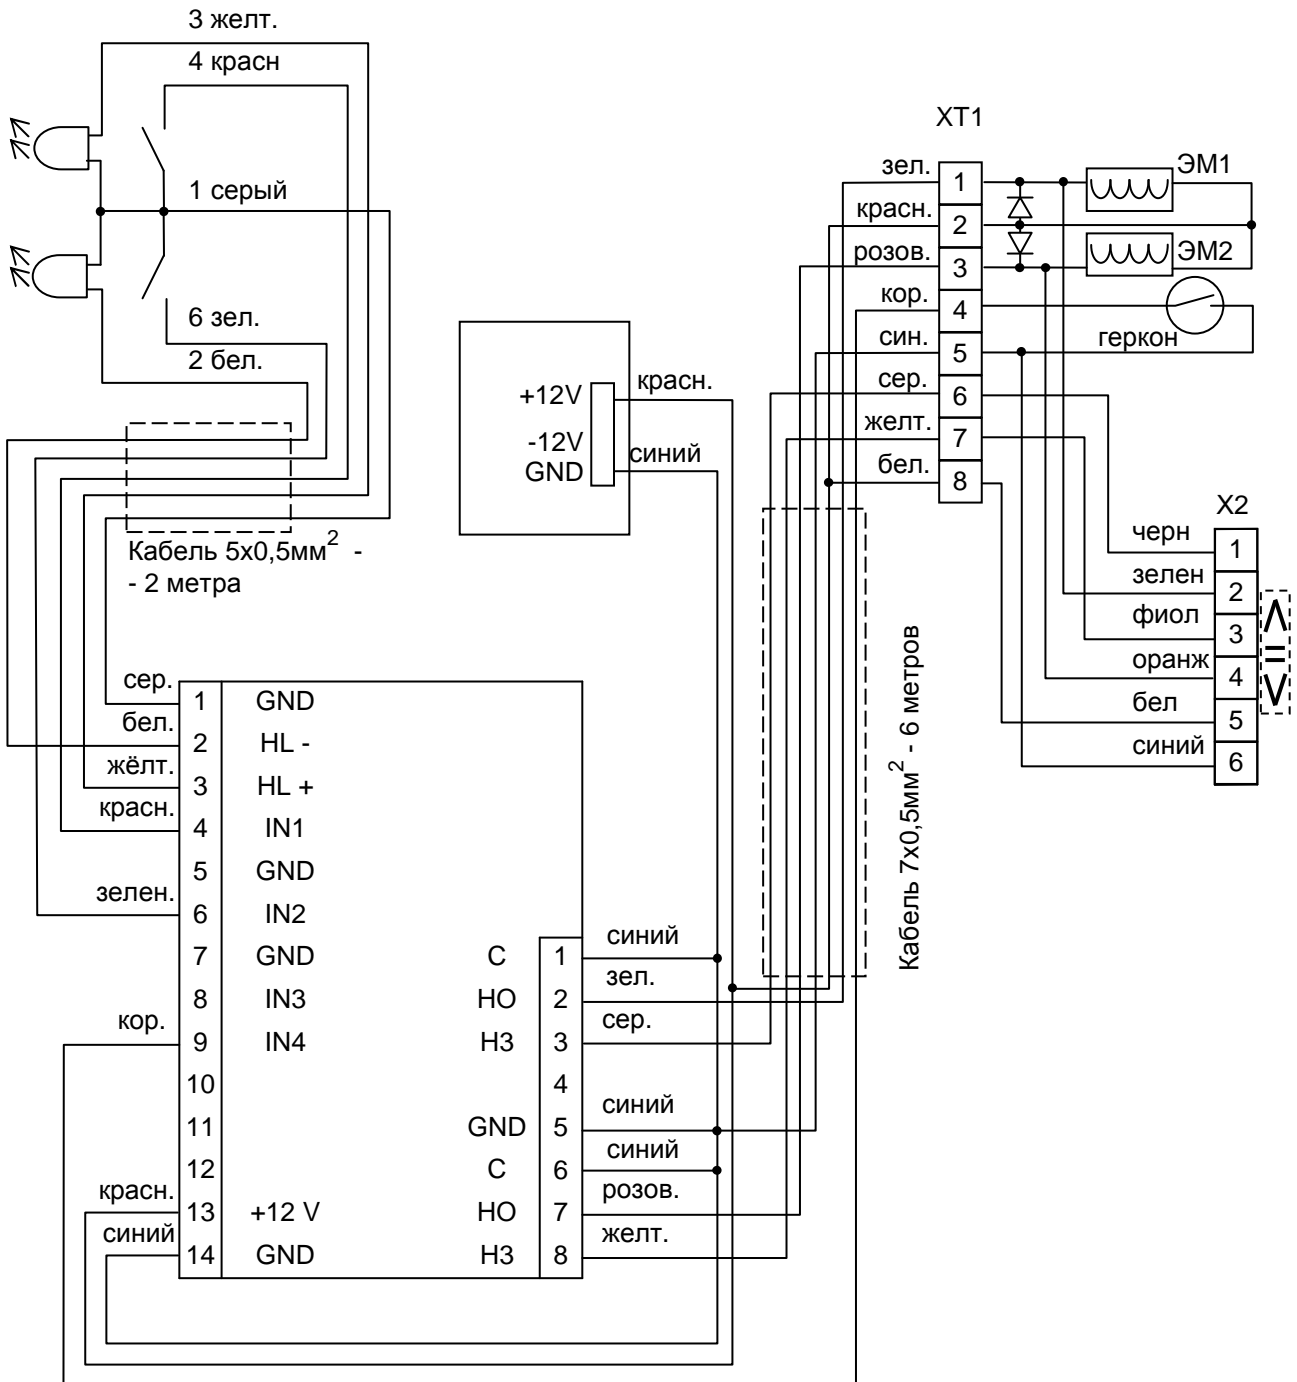 3 желт.
4 красн
1 серый
6 зел.
2 бел.
Кабель 5х0,5мм2 -
- 2 метра
+12V
-12V
GND
красн.
синий
XT1
зел.
1
красн.
2
розов.
3
кор.
4
син.
5
сер.
6
желт.
7
бел.
8
ЭМ1
ЭМ2
геркон
X2
черн
1
зелен
2
фиол
3
оранж
4
бел
5
синий
6
< = >
Кабель 7х0,5мм2 - 6 метров
сер.
1 GND
бел.
2 HL -
жёлт.
3 HL +
красн.
4 IN1
5 GND
зелен.
6 IN2
7 GND
8 IN3
кор.
9 IN4
10
11
12
красн.
13 +12 V
синий
14 GND
синий
С 1
зел.
НО 2
сер.
НЗ 3
4
синий
GND 5
синий
С 6
розов.
НО 7
желт.
НЗ 8